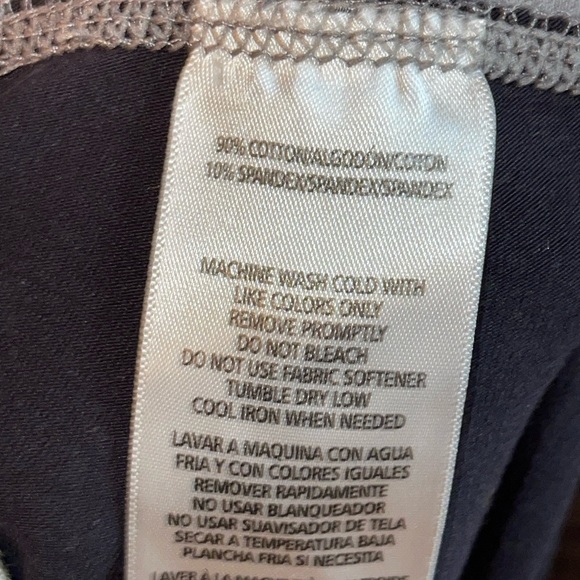 90% COTTON/ALGODÓN/COTON
10% SPANDEX/SPANDEX/SPANDEX
MACHINE WASH COLD WITH
LIKE COLORS ONLY
REMOVE PROMPTLY
DO NOT BLEACH
DO NOT USE FABRIC SOFTENER
TUMBLE DRY LOW
COOL IRON WHEN NEEDED
LAVAR A MAQUINA CON AGUA
FRIA Y CON COLORES IGUALES
REMOVER RAPIDAMENTE
NO USAR BLANQUEADOR
NO USAR SUAVISADOR DE TELA
SECAR A TEMPERATURA BAJA
PLANCHA FRIA SI NECESITA
LAVER À LA